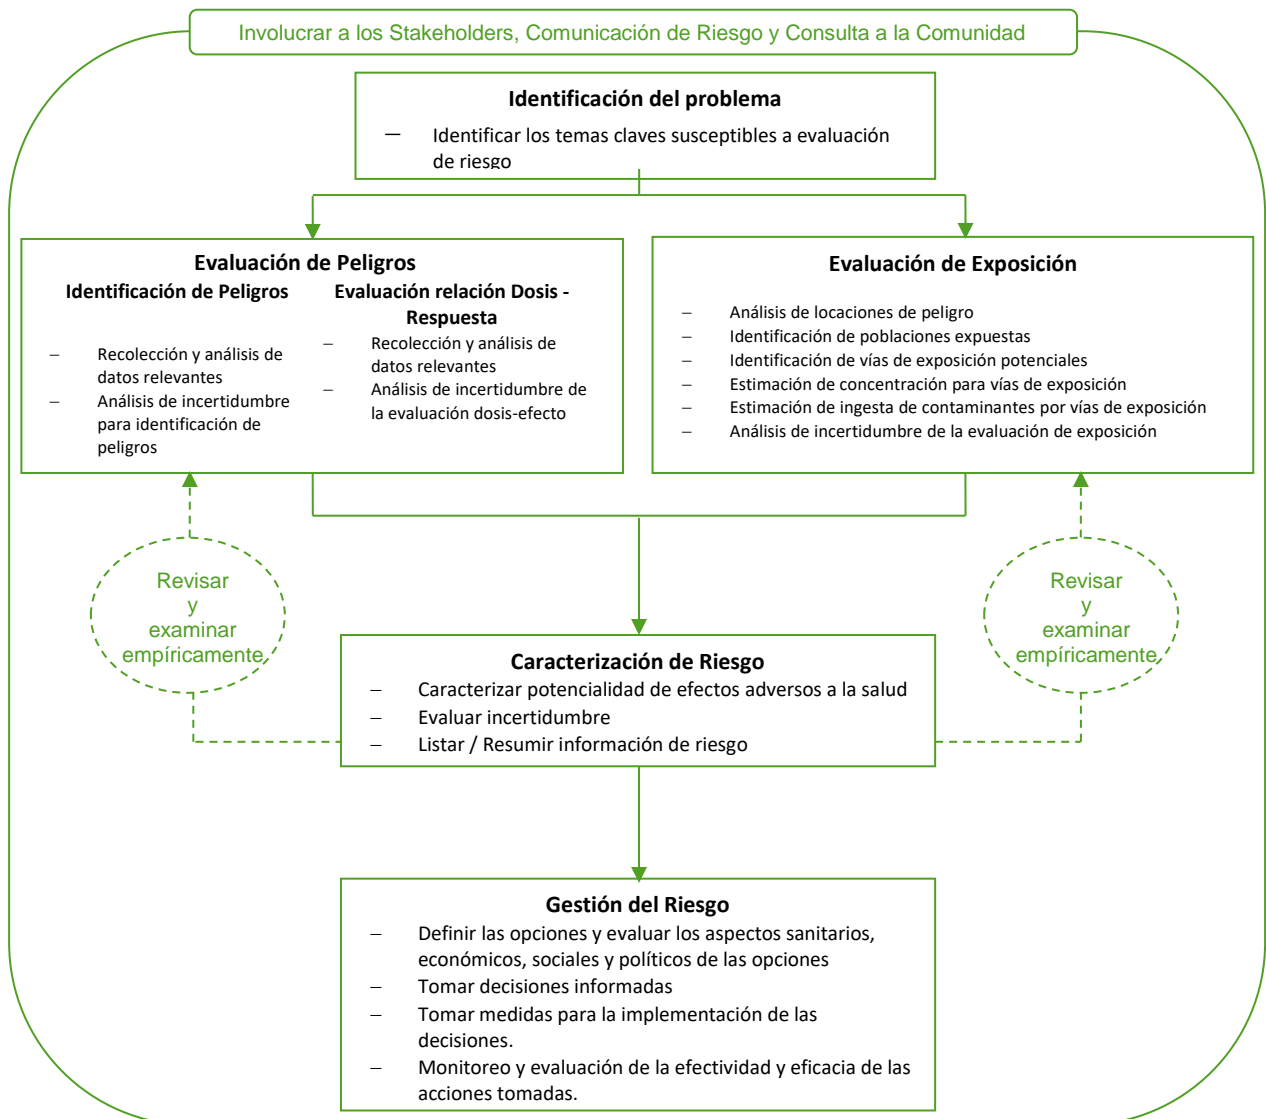 Involucrar a los Stakeholders, Comunicación de Riesgo y Consulta a la Comunidad
Identificación del problema
— Identificar los temas claves susceptibles a evaluación
de riesgo
Evaluación de Peligros
Identificación de Peligros
– Recolección y análisis de
datos relevantes
– Análisis de incertidumbre
para identificación de
peligros
Evaluación relación Dosis -
Respuesta
– Recolección y análisis de
datos relevantes
– Análisis de incertidumbre de
la evaluación dosis-efecto
Evaluación de Exposición
– Análisis de locaciones de peligro
– Identificación de poblaciones expuestas
– Identificación de vías de exposición potenciales
– Estimación de concentración para vías de exposición
– Estimación de ingesta de contaminantes por vías de exposición
– Análisis de incertidumbre de la evaluación de exposición
Revisar
y
examinar
empíricamente
Revisar
y
examinar
empíricamente
Caracterización de Riesgo
– Caracterizar potencialidad de efectos adversos a la salud
– Evaluar incertidumbre
– Listar / Resumir información de riesgo
Gestión del Riesgo
– Definir las opciones y evaluar los aspectos sanitarios,
económicos, sociales y políticos de las opciones
– Tomar decisiones informadas
– Tomar medidas para la implementación de las
decisiones.
– Monitoreo y evaluación de la efectividad y eficacia de las
acciones tomadas.